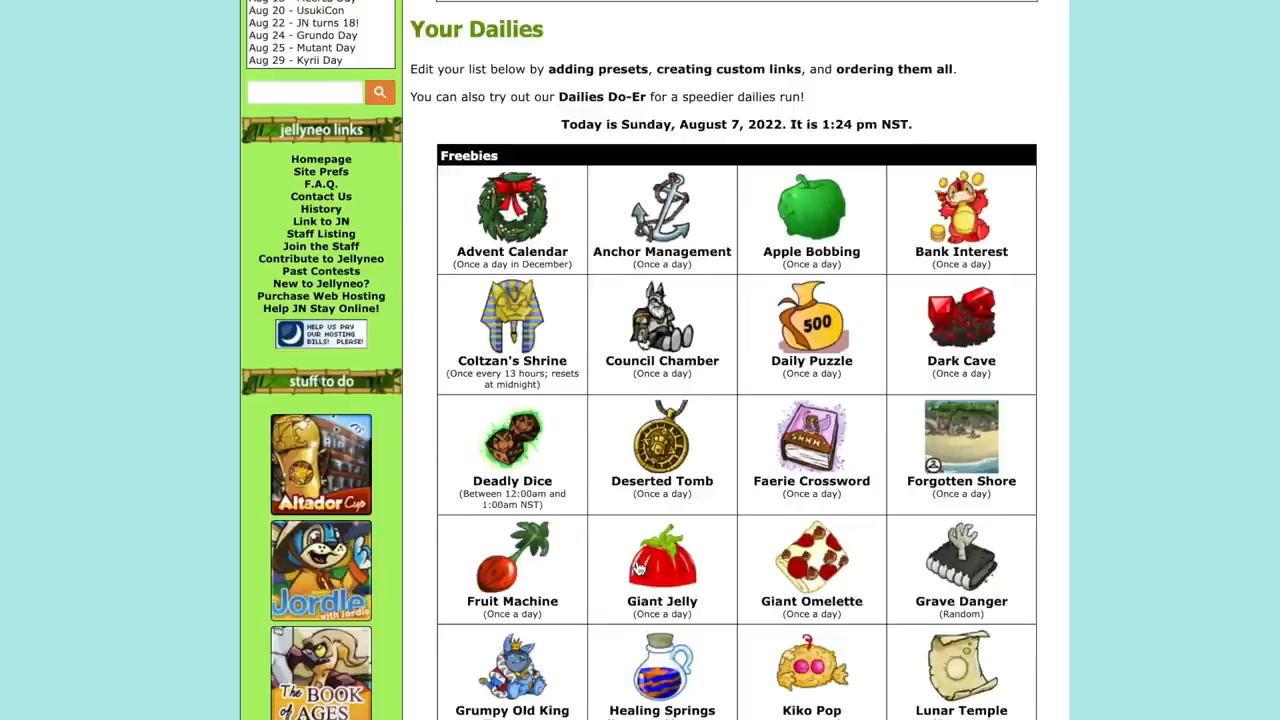 Aug 20 - UsukiCon
Aug 22 - JN turns 18!
Aug 24 - Grundo Day
Aug 25 - Mutant Day
Aug 29 - Kyrii Day
jellyneo links
Homepage
Site Prefs
F.A.Q.
Contact Us
History
Link to JN
Staff Listing
Join the Staff
Contribute to Jellyneo
Past Contests
New to Jellyneo?
Purchase Web Hosting
Help JN Stay Online!
HELP US PAY
OUR HOSTING
BILLS! PLEASE!
stuff to do
Altador Cup
Jordle
with Jordie
The BOOK
of AGES
Your Dailies
Edit your list below by adding presets, creating custom links, and ordering them all.
You can also try out our Dailies Do-Er for a speedier dailies run!
Today is Sunday, August 7, 2022. It is 1:24 pm NST.
Freebies
Advent Calendar
(Once a day in December)
Anchor Management
(Once a day)
Apple Bobbing
(Once a day)
Bank Interest
(Once a day)
Coltzan's Shrine
(Once every 13 hours; resets
at midnight)
Council Chamber
(Once a day)
500
Daily Puzzle
(Once a day)
Dark Cave
(Once a day)
Deadly Dice
(Between 12:00am and
1:00am NST)
Deserted Tomb
(Once a day)
SHHH
Faerie Crossword
(Once a day)
Forgotten Shore
(Once a day)
Fruit Machine
(Once a day)
Giant Jelly
(Once a day)
Giant Omelette
(Once a day)
Grave Danger
(Random)
Grumpy Old King
Healing Springs
Kiko Pop
Lunar Temple